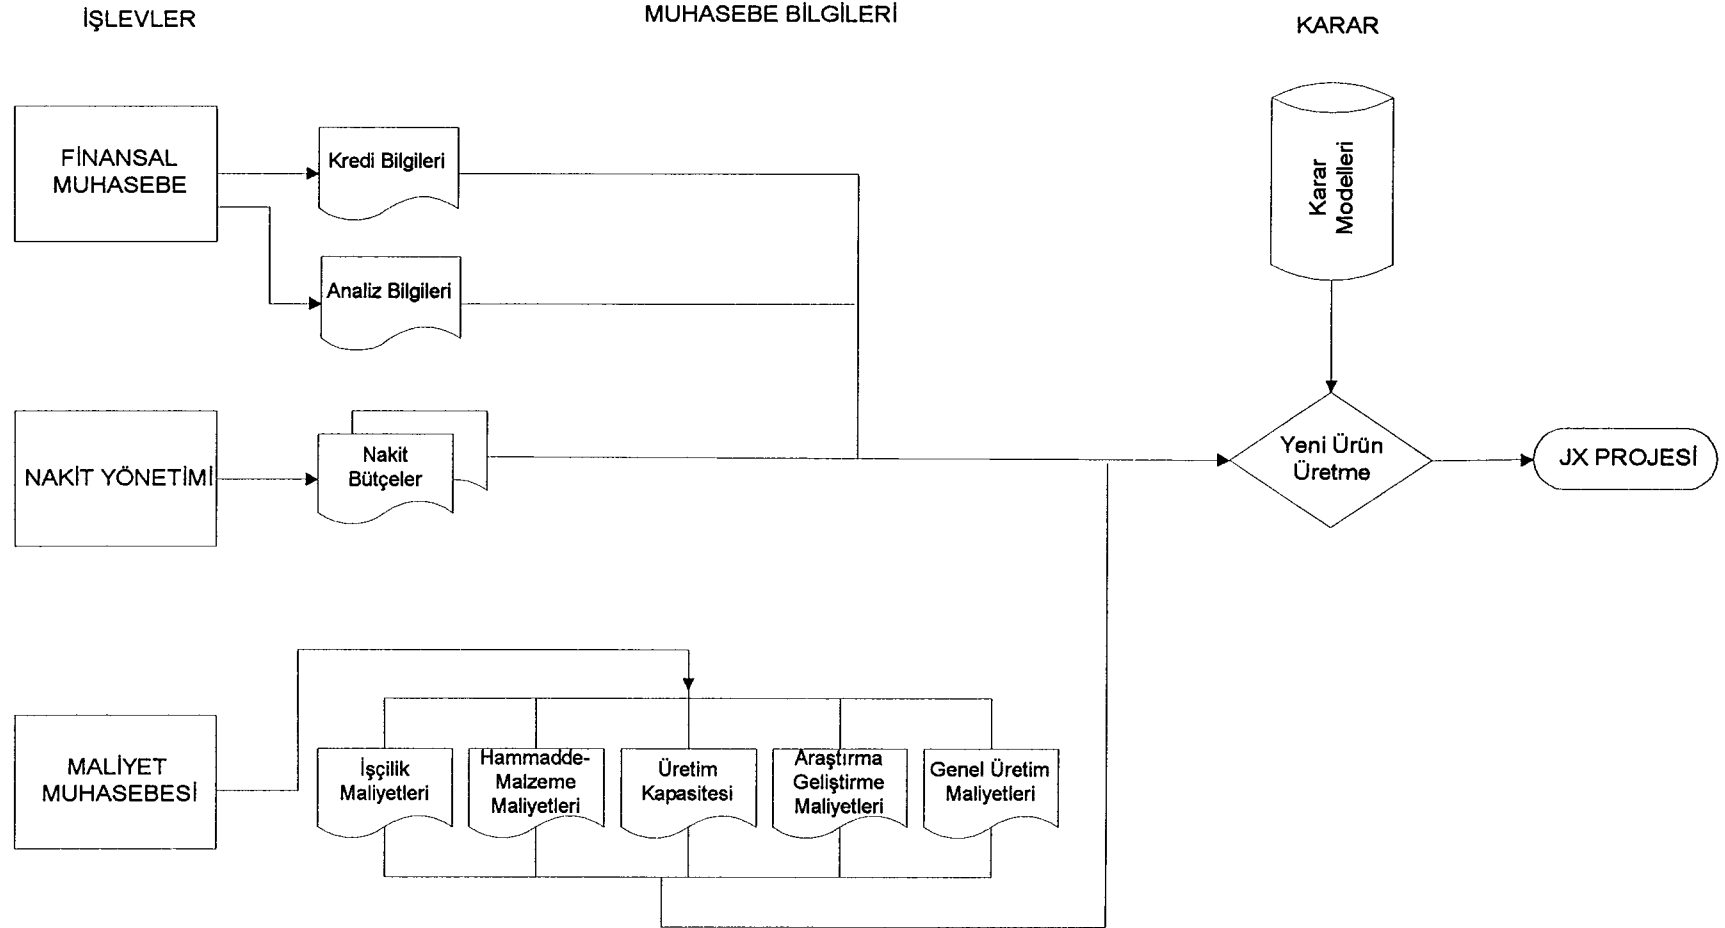 İŞLEVLER
MUHASEBE BİLGİLERİ
KARAR
FİNANSAL
MUHASEBE
Kredi Bilgileri
Analiz Bilgileri
Karar
Modelleri
NAKİT YÖNETİMİ
Nakit
Bütçeler
Yeni Ürün
Üretme
JX PROJESİ
MALİYET
MUHASEBESİ
İşçilik
Maliyetleri
Hammadde-
Malzeme
Maliyetleri
Üretim
Kapasitesi
Araştırma
Geliştirme
Maliyetleri
Genel Üretim
Maliyetleri